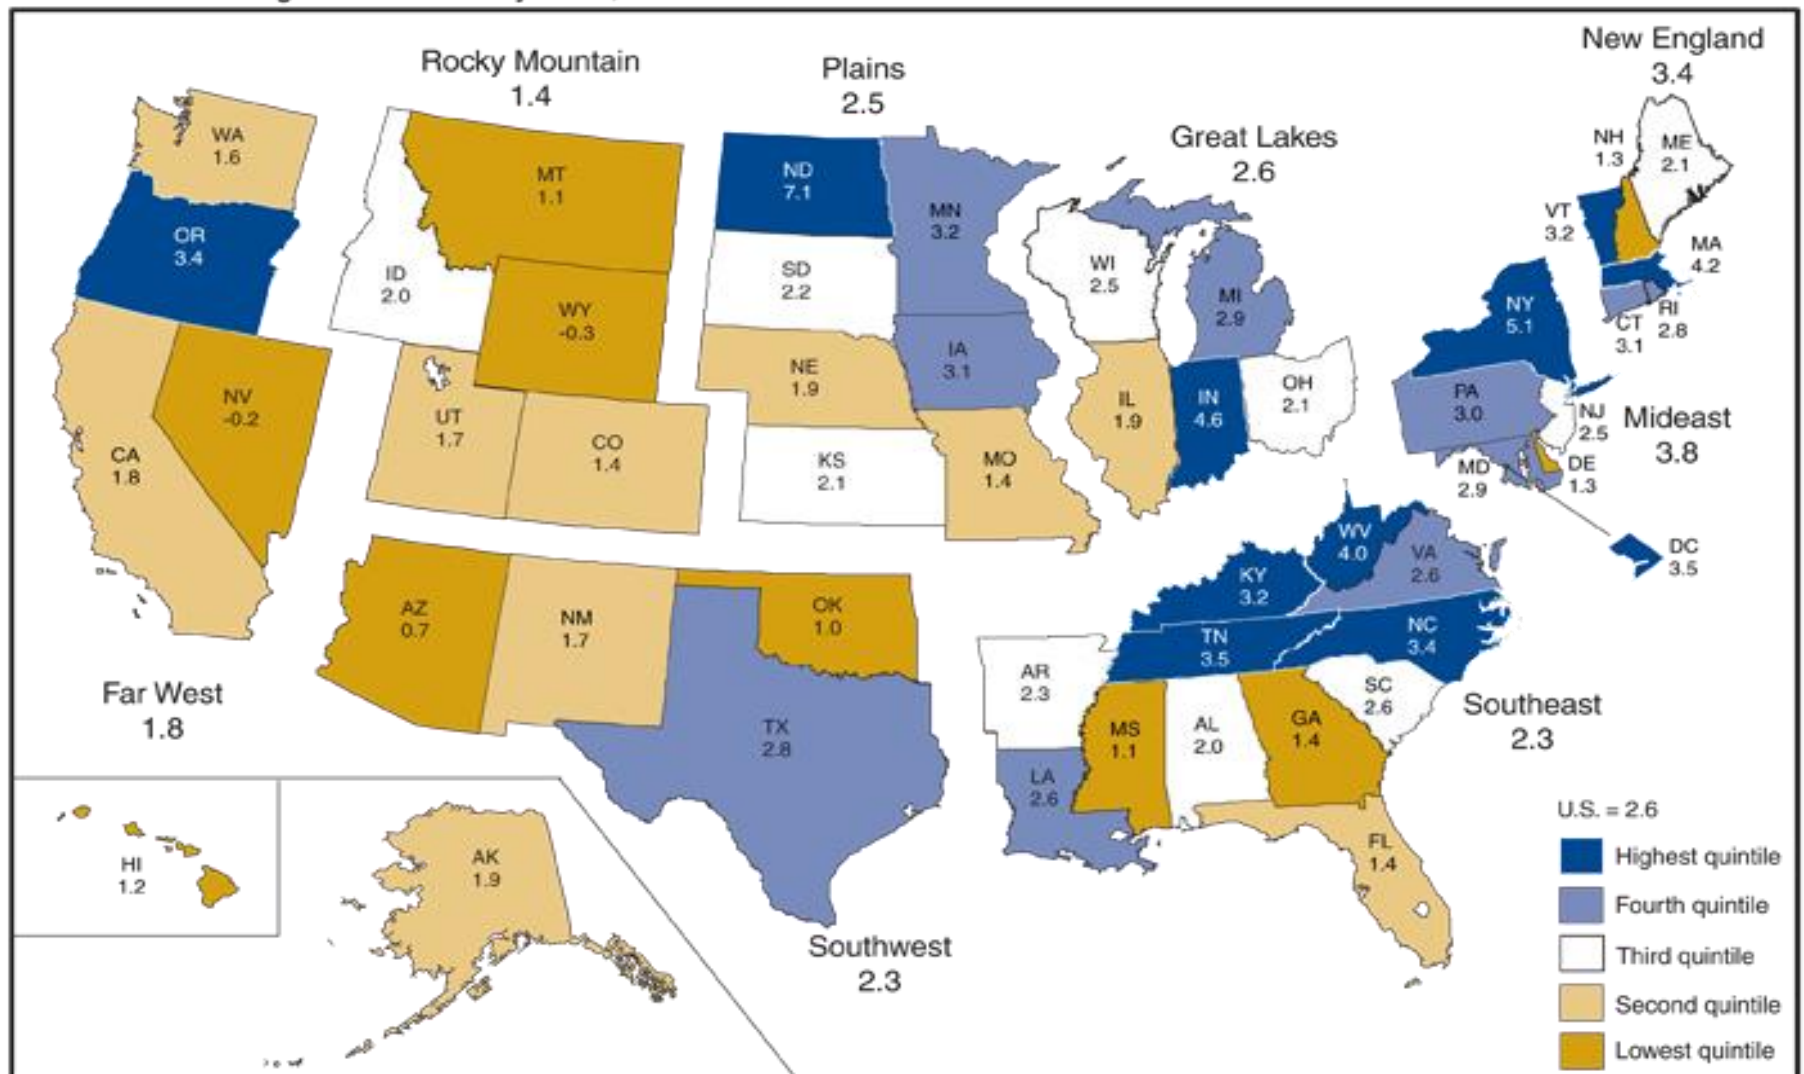 Rocky Mountain
1.4
Plains
2.5
New England
3.4
Great Lakes
2.6
WA
1.6
OR
3.4
CA
1.8
NV
-0.2
ID
2.0
MT
1.1
WY
-0.3
UT
1.7
CO
1.4
ND
7.1
SD
2.2
NE
1.9
KS
2.1
MN
3.2
IA
3.1
MO
1.4
WI
2.5
MI
2.9
IL
1.9
IN
4.6
OH
2.1
NH
1.3
ME
2.1
VT
3.2
MA
4.2
RI
2.8
CT
3.1
NY
5.1
PA
3.0
NJ
2.5
Mideast
3.8
MD
2.9
DE
1.3
DC
3.5
AZ
0.7
NM
1.7
OK
1.0
TX
2.8
WV
4.0
VA
2.6
KY
3.2
TN
3.5
NC
3.4
AR
2.3
SC
2.6
MS
1.1
AL
2.0
GA
1.4
LA
2.6
FL
1.4
Southeast
2.3
Far West
1.8
HI
1.2
AK
1.9
Southwest
2.3
U.S. = 2.6
Highest quintile
Fourth quintile
Third quintile
Second quintile
Lowest quintile